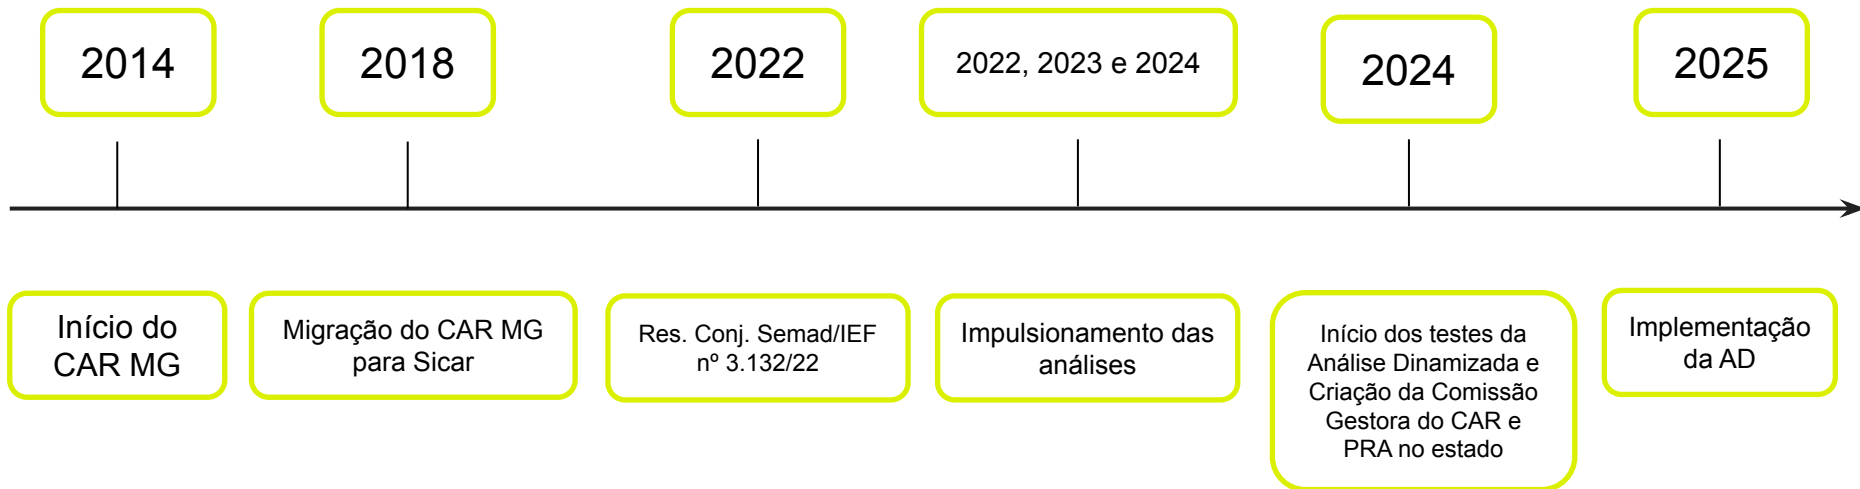 2014
2018
2022
2022, 2023 e 2024
2024
2025
Início do
CAR MG
Migração do CAR MG
para Sicar
Res. Conj. Semad/IEF
nº 3.132/22
Impulsionamento das
análises
Início dos testes da
Análise Dinamizada e
Criação da Comissão
Gestora do CAR e
PRA no estado
Implementação
da AD